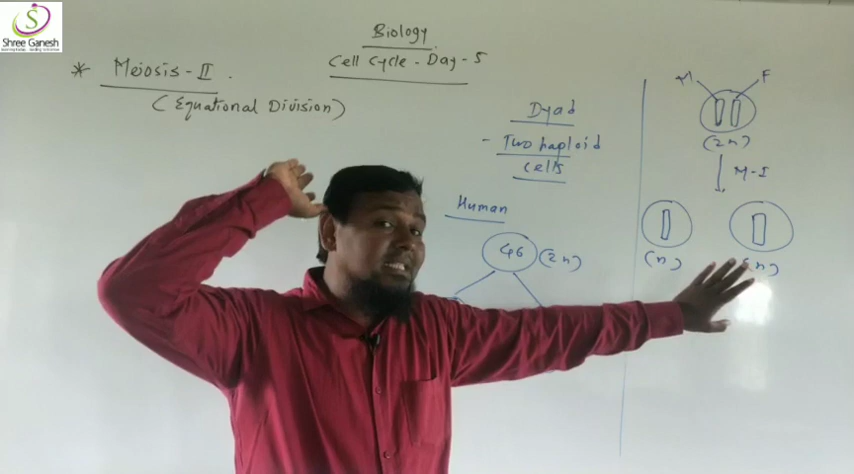 S
Shree Ganesh
Biology
Cell Cycle - Day - 5
* Meiosis - II .
( Equational Division )
Dyad
- Two haploid
cells
Human
46 (2n)
M F
(2n)
M - I
(n) (n)